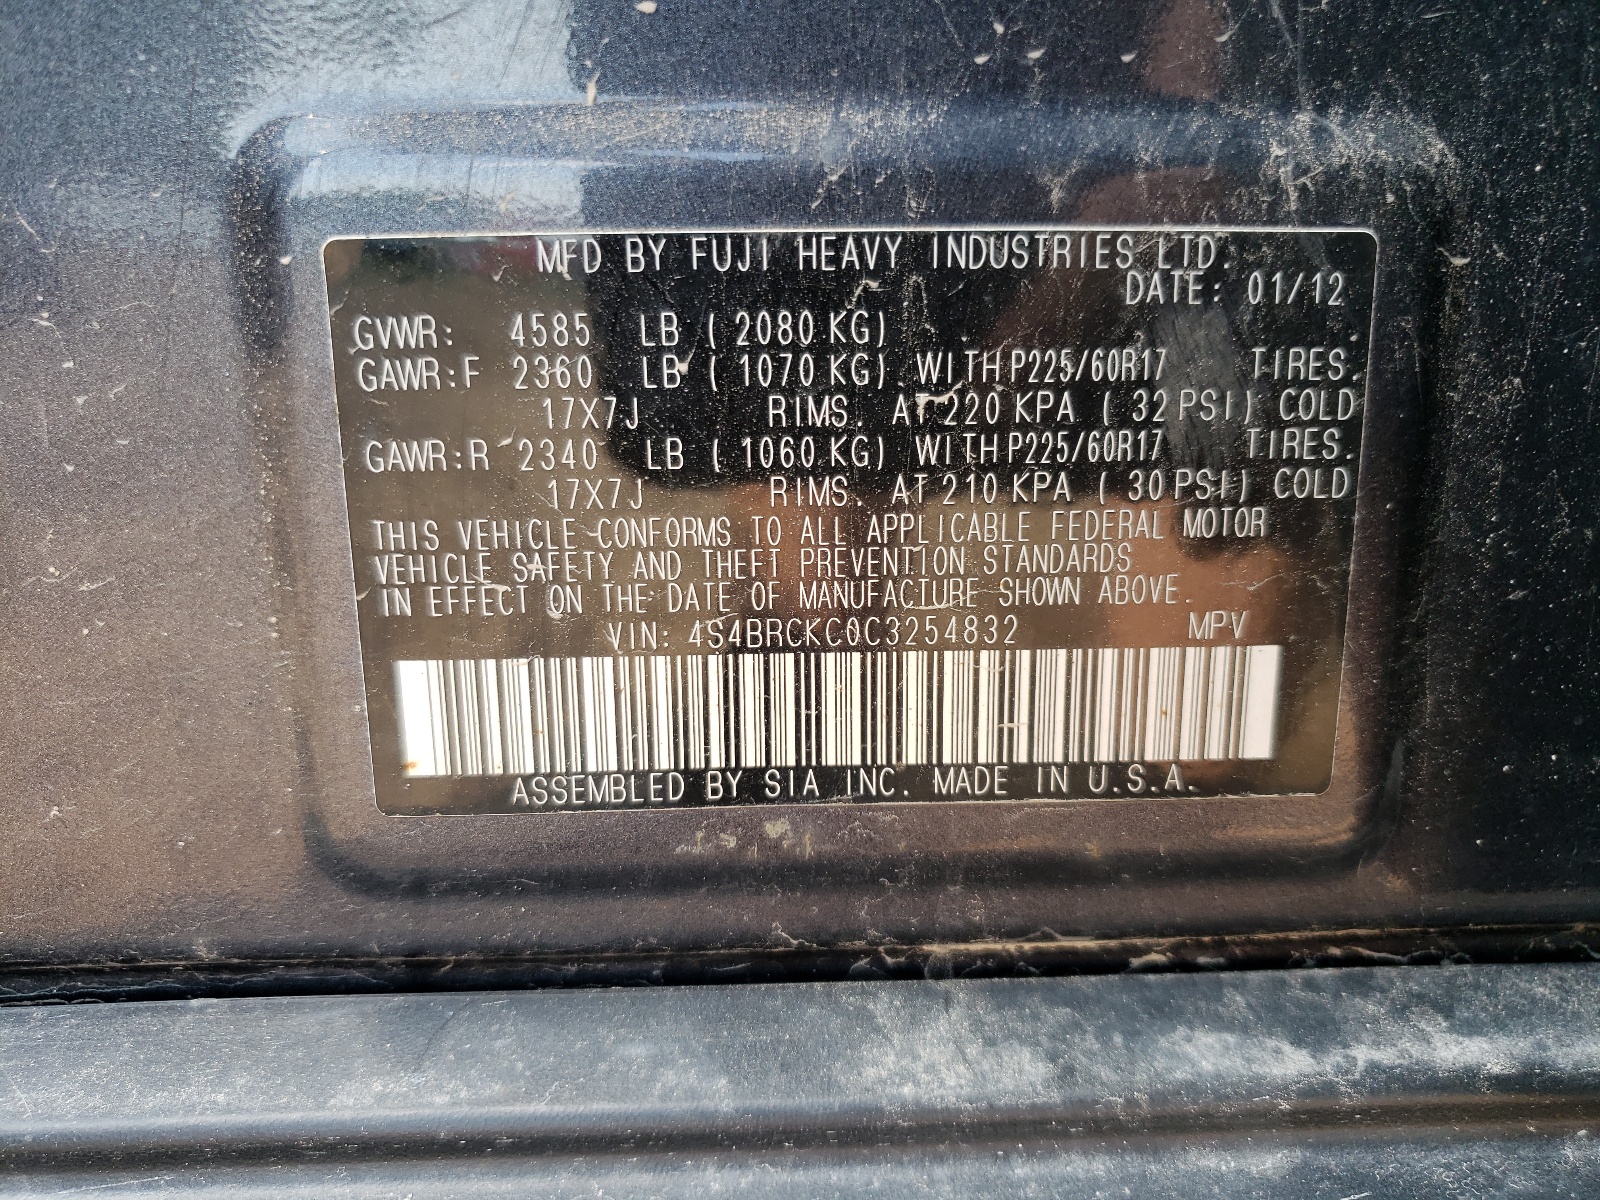 MFD BY FUJI HEAVY INDUSTRIES LTD.
DATE: 01/12
GVWR: 4585 LB ( 2080 KG)
GAWR:F 2360 LB ( 1070 KG) WITH P225/60R17 TIRES.
17X7J RIMS. AT 220 KPA ( 32 PSI) COLD
GAWR:R 2340 LB ( 1060 KG) WITH P225/60R17 TIRES.
17X7J RIMS. AT 210 KPA ( 30 PSI) COLD
THIS VEHICLE CONFORMS TO ALL APPLICABLE FEDERAL MOTOR
VEHICLE SAFETY AND THEFT PREVENTION STANDARDS
IN EFFECT ON THE DATE OF MANUFACTURE SHOWN ABOVE.
VIN: 4S4BRCKC0C3254832 MPV
ASSEMBLED BY SIA INC. MADE IN U.S.A.